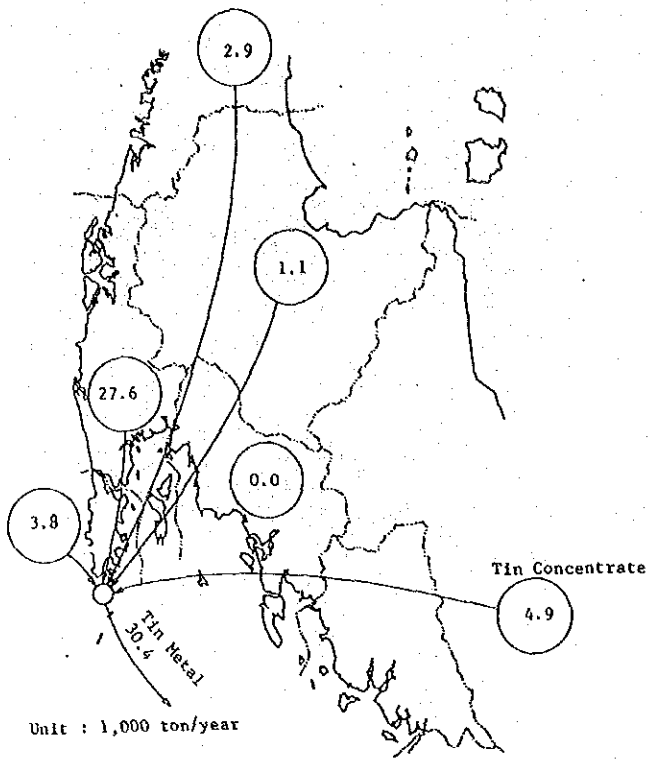 2.9
1.1
27.6
0.0
3.8
Tin Concentrate
4.9
Tin Metal
30.4
Unit : 1,000 ton/year